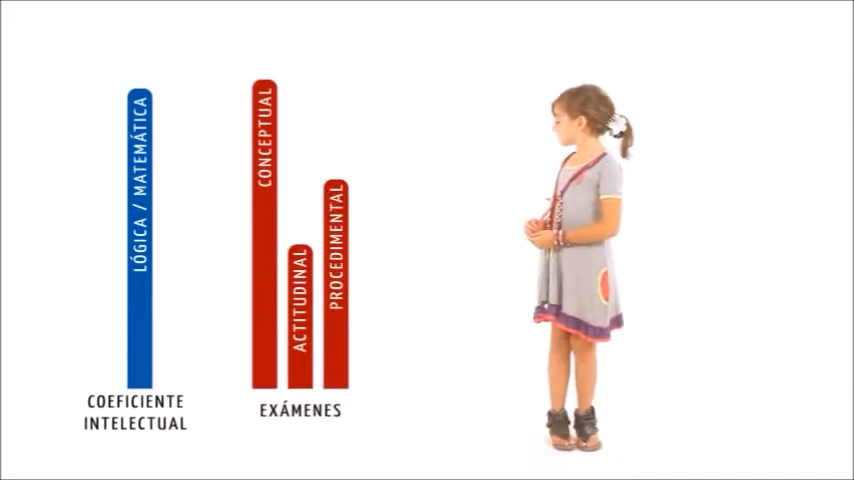 LÓGICA / MATEMÁTICA
COEFICIENTE
INTELECTUAL
CONCEPTUAL
ACTITUDINAL
PROCEDIMENTAL
EXÁMENES